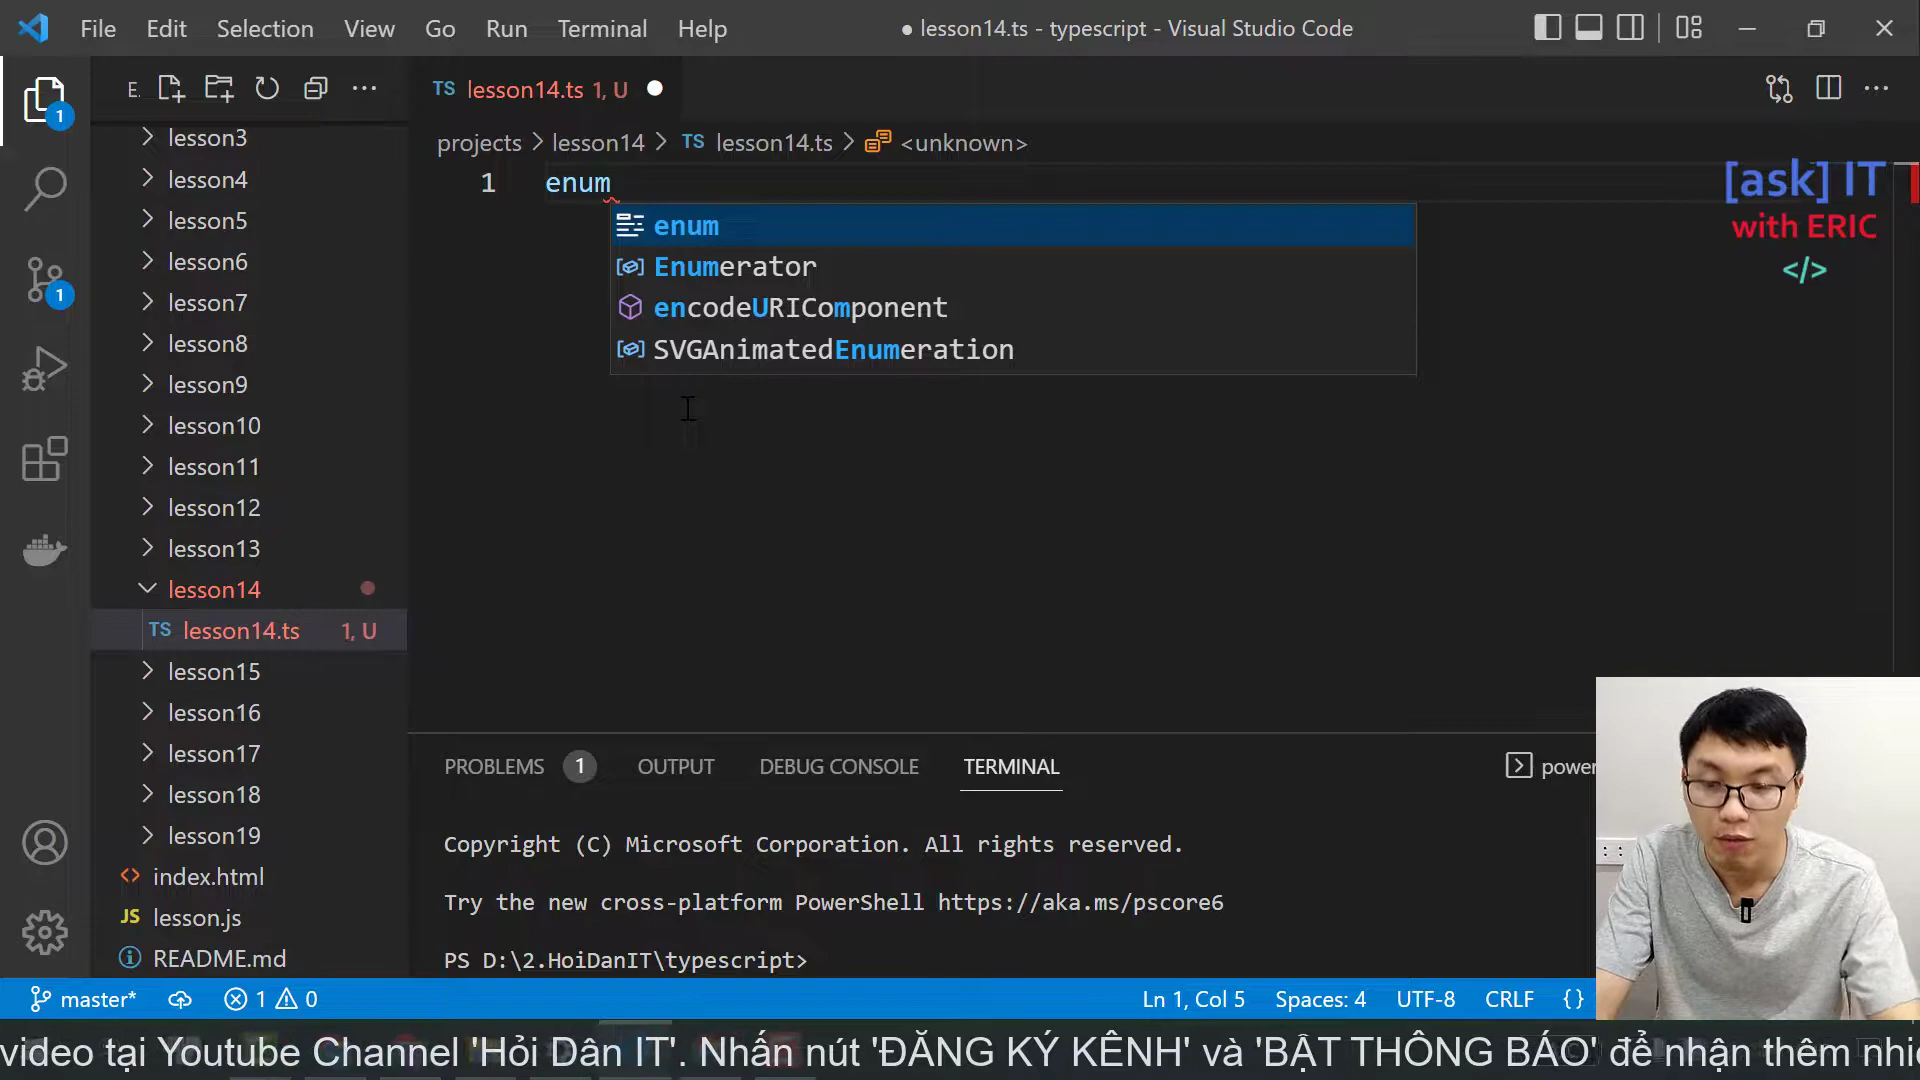 File Edit Selection View Go Run Terminal Help
● lesson14.ts - typescript - Visual Studio Code
E.
TS lesson14.ts 1, U
projects > lesson14 > TS lesson14.ts > <unknown>
1 enum
enum
Enumerator
encodeURIComponent
SVGAnimatedEnumeration
[ask] IT
with ERIC
</>
1
1
lesson3
lesson4
lesson5
lesson6
lesson7
lesson8
lesson9
lesson10
lesson11
lesson12
lesson13
lesson14
TS lesson14.ts 1, U
lesson15
lesson16
lesson17
lesson18
lesson19
<> index.html
JS lesson.js
README.md
PROBLEMS 1 OUTPUT DEBUG CONSOLE TERMINAL
power
Copyright (C) Microsoft Corporation. All rights reserved.
Try the new cross-platform PowerShell https://aka.ms/pscore6
PS D:\2.HoiDanIT\typescript>
master* 1 0
Ln 1, Col 5 Spaces: 4 UTF-8 CRLF {}
video tại Youtube Channel 'Hỏi Dân IT'. Nhấn nút 'ĐĂNG KÝ KÊNH' và 'BẬT THÔNG BÁO' để nhận thêm nhiề